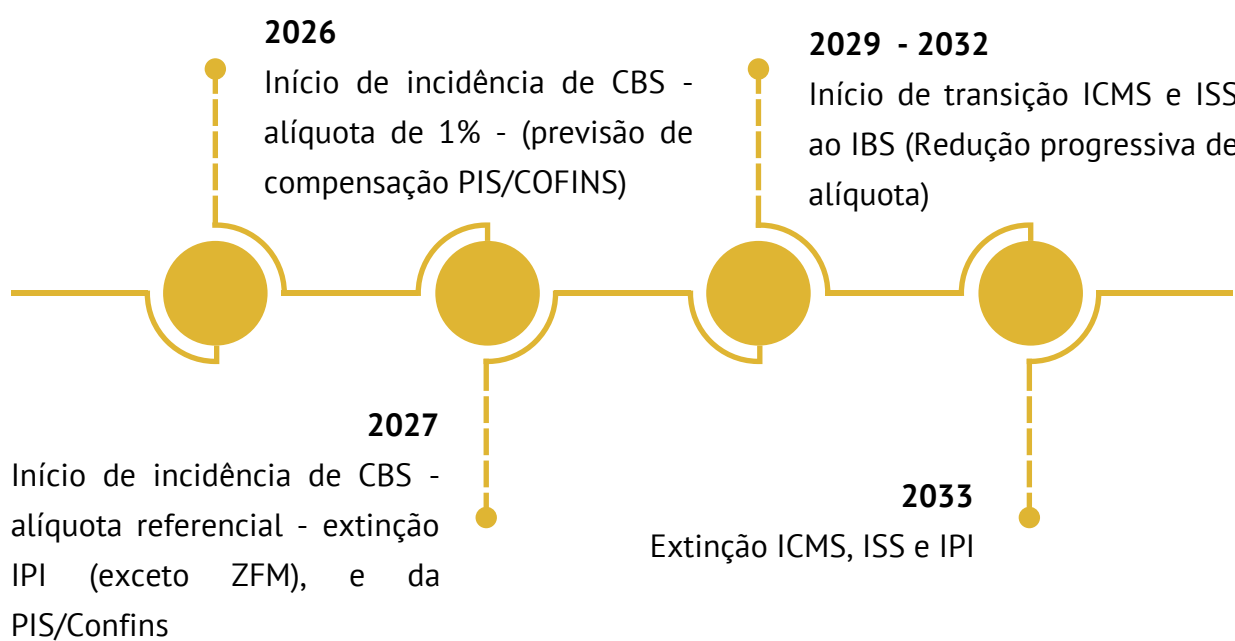 2026
Início de incidência de CBS -
alíquota de 1% - (previsão de
compensação PIS/COFINS)
2027
Início de incidência de CBS -
alíquota referencial - extinção
IPI (exceto ZFM), e da
PIS/Confins
2029 - 2032
Início de transição ICMS e ISS
ao IBS (Redução progressiva de
alíquota)
2033
Extinção ICMS, ISS e IPI